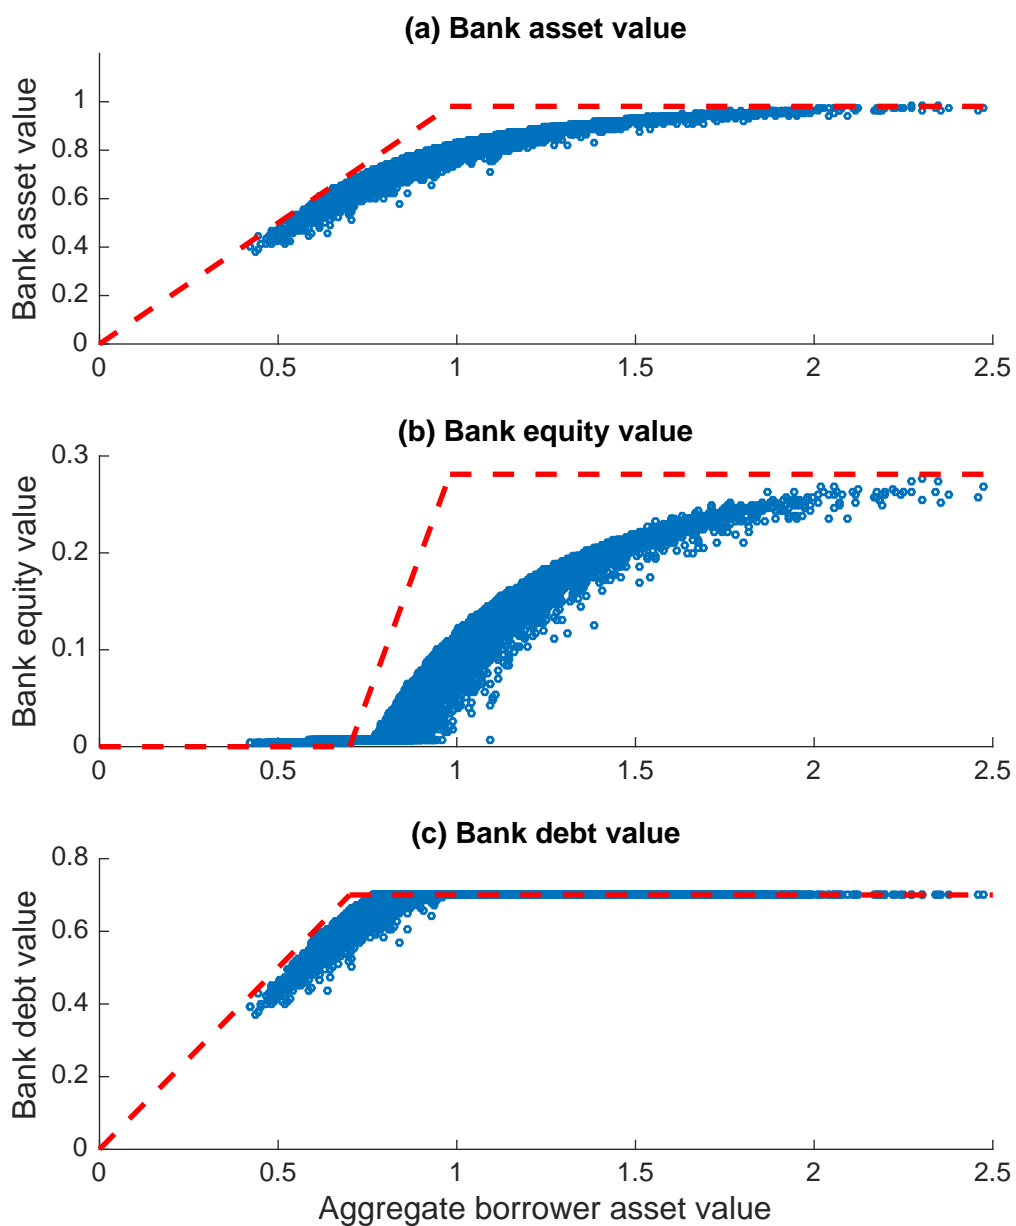 (a) Bank asset value
Bank asset value
1
0.8
0.6
0.4
0.2
0
0 0.5 1 1.5 2 2.5
(b) Bank equity value
Bank equity value
0.3
0.2
0.1
0
0 0.5 1 1.5 2 2.5
(c) Bank debt value
Bank debt value
0.8
0.6
0.4
0.2
0
0 0.5 1 1.5 2 2.5
Aggregate borrower asset value